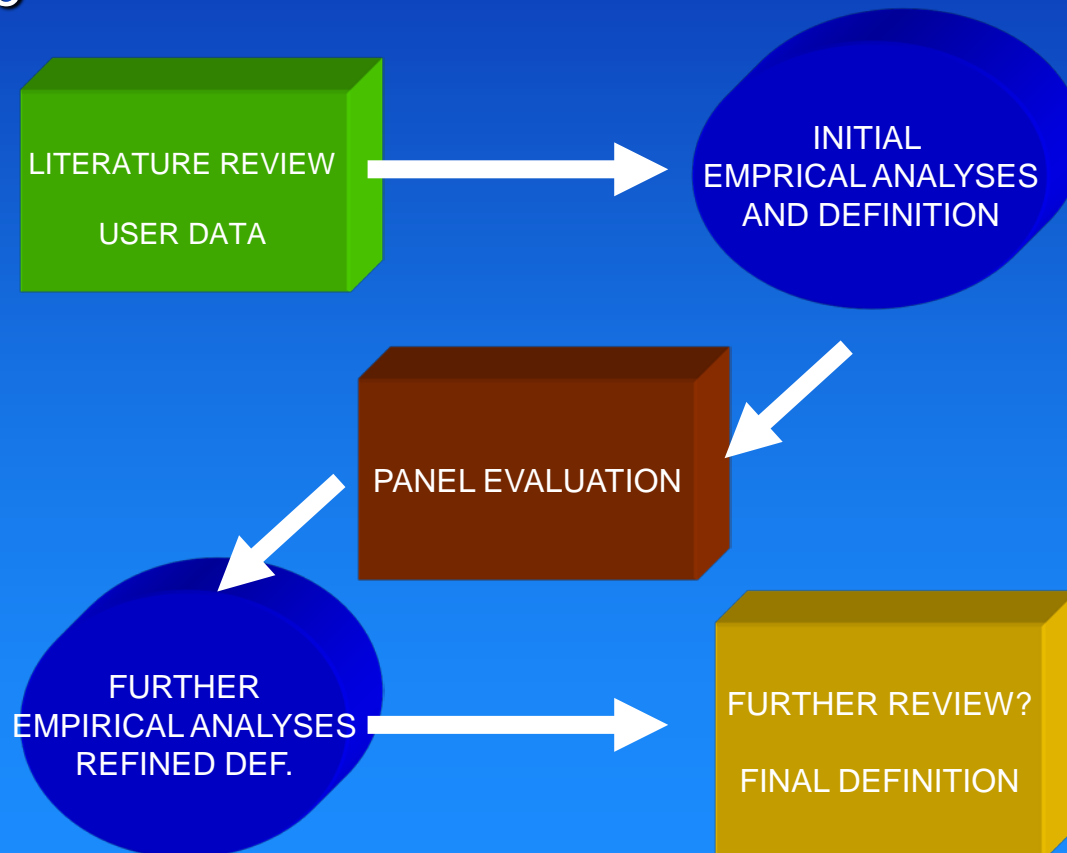 LITERATURE REVIEW
USER DATA
INITIAL
EMPRICAL ANALYSES
AND DEFINITION
PANEL EVALUATION
FURTHER
EMPIRICAL ANALYSES
REFINED DEF.
FURTHER REVIEW?
FINAL DEFINITION